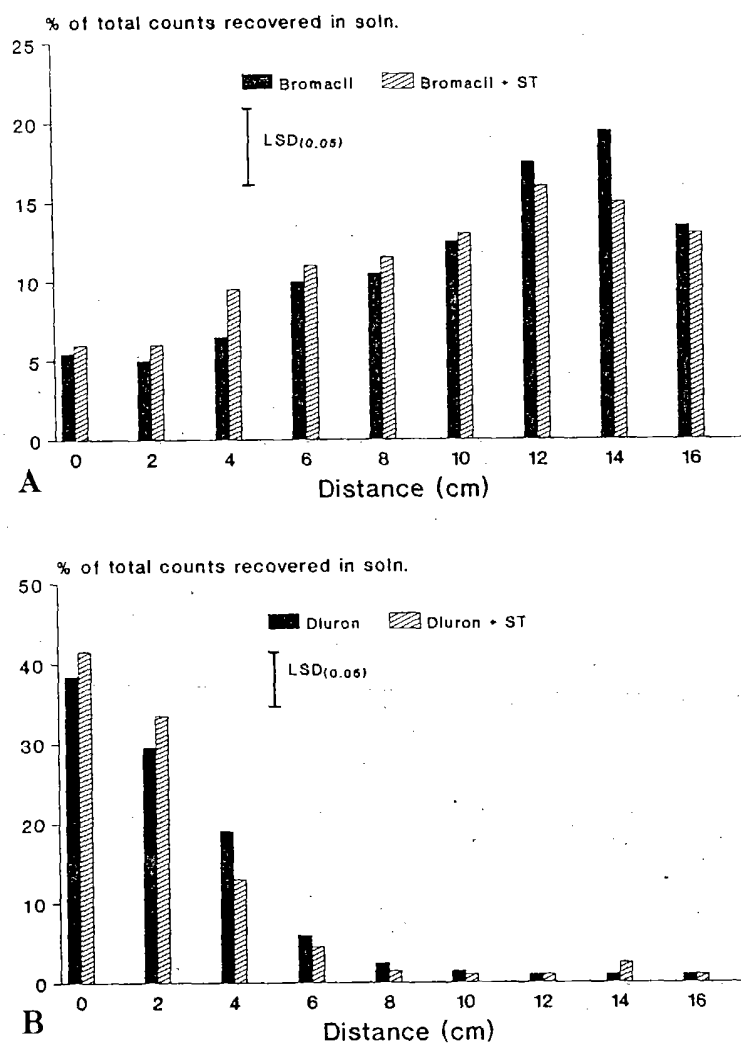 % of total counts recovered in soln.
25
Bromacil Bromacil + ST
20
LSD(0.05)
15
10
5
0
0 2 4 6 8 10 12 14 16
A
Distance (cm)
% of total counts recovered in soln.
50
Diuron Diuron + ST
40
LSD(0.05)
30
20
10
0
0 2 4 6 8 10 12 14 16
B
Distance (cm)